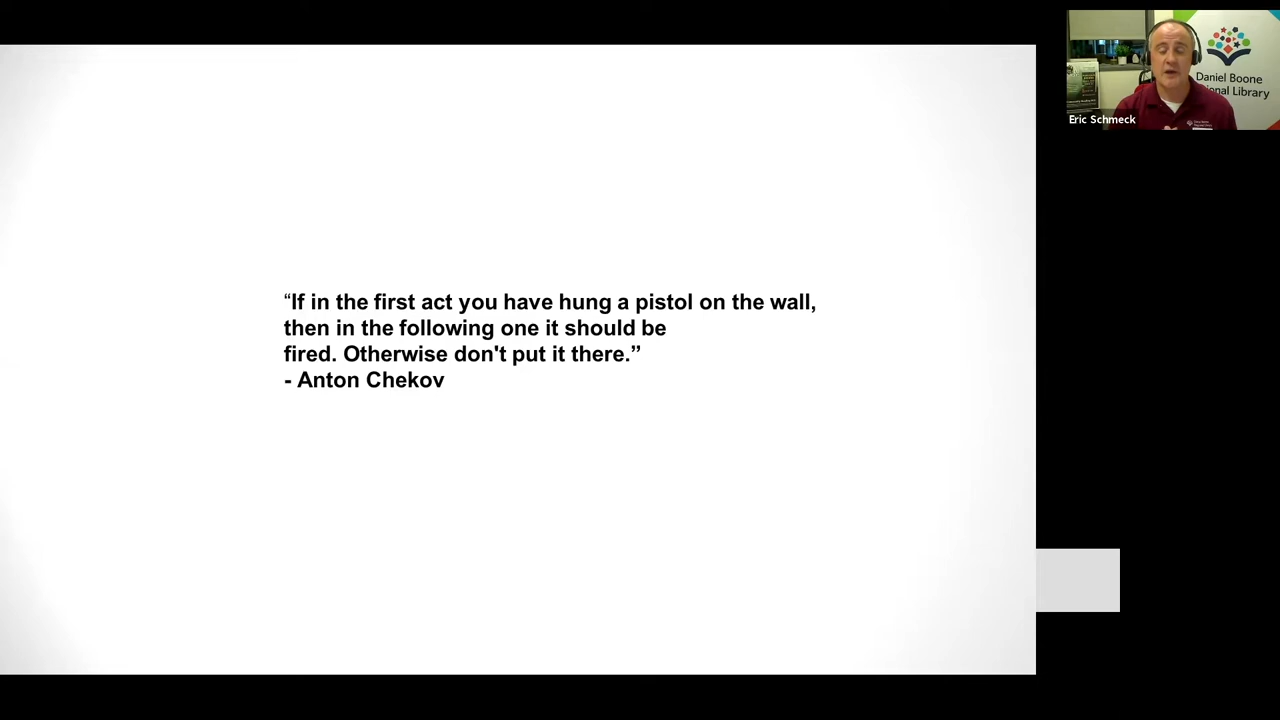 “If in the first act you have hung a pistol on the wall,
then in the following one it should be
fired. Otherwise don't put it there.”
- Anton Chekov
Daniel Boone
ional Library
Eric Schmeck